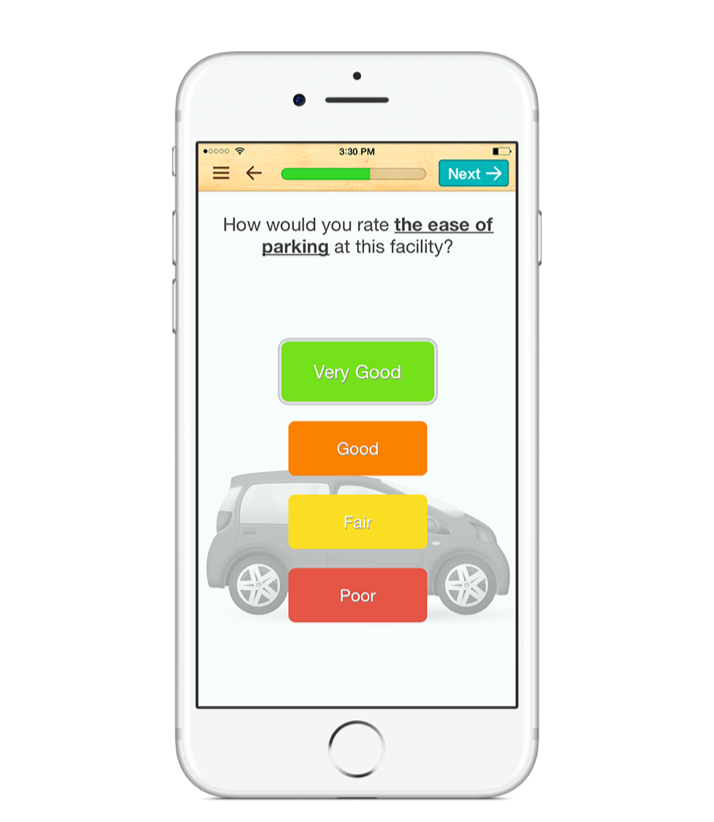 3:30 PM
Next
How would you rate the ease of
parking at this facility?
Very Good
Good
Fair
Poor